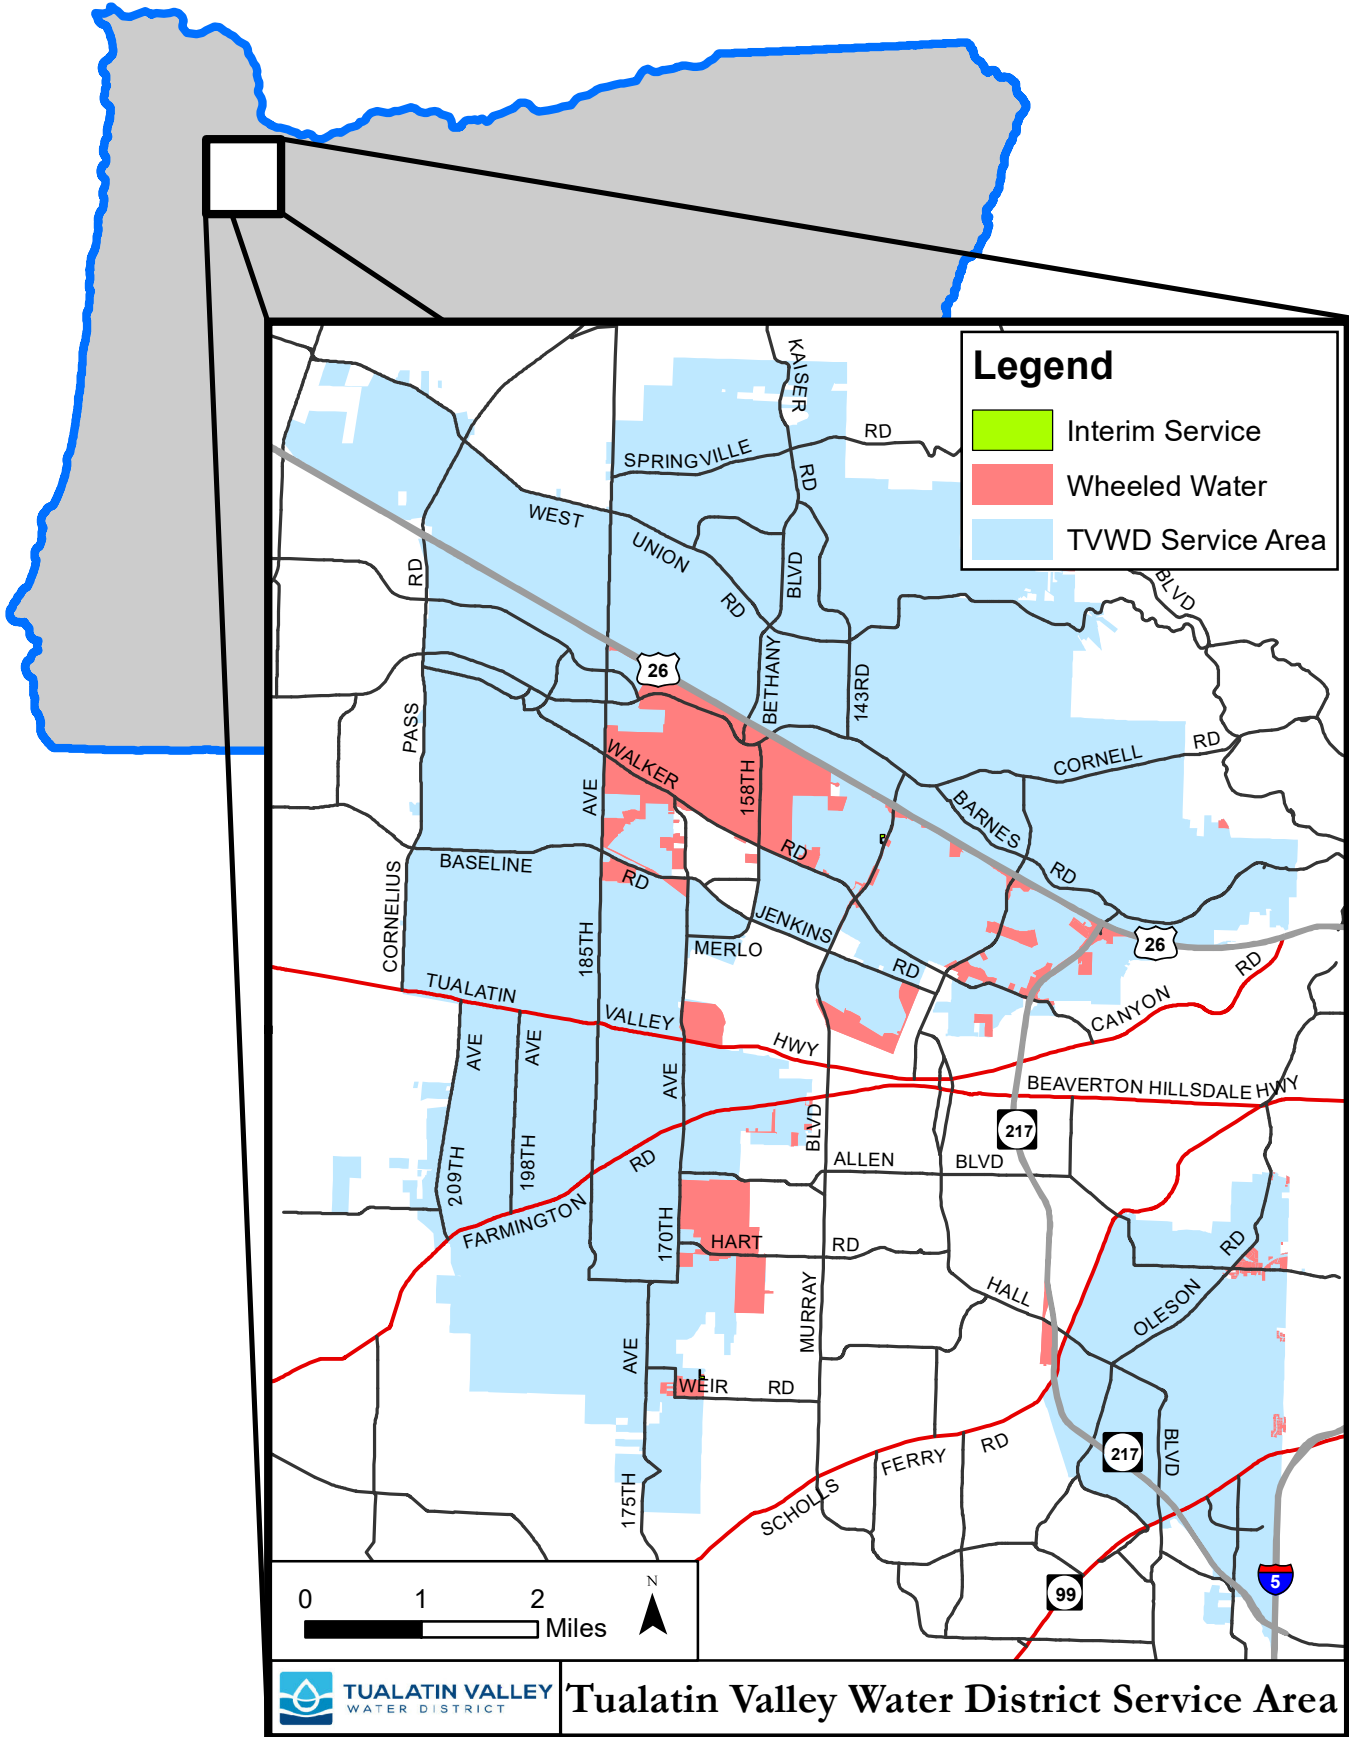 Legend
Interim Service
Wheeled Water
TVWD Service Area
KAISER
RD
SPRINGVILLE
RD
WEST
UNION
RD
BLVD
BLVD
RD
26
BETHANY
143RD
PASS
WALKER
158TH
CORNELL
RD
AVE
BARNES
BASELINE
RD
RD
RD
CORNELIUS
JENKINS
185TH
MERLO
RD
26
RD
TUALATIN
VALLEY
HWY
CANYON
AVE
AVE
AVE
BEAVERTON HILLSDALE HWY
BLVD
217
209TH
198TH
RD
ALLEN
BLVD
FARMINGTON
170TH
HART
RD
RD
HALL
OLESON
MURRAY
AVE
WEIR
RD
FERRY
RD
217
BLVD
175TH
SCHOLLS
5
99
0 1 2
Miles
N
TUALATIN VALLEY
WATER DISTRICT
Tualatin Valley Water District Service Area